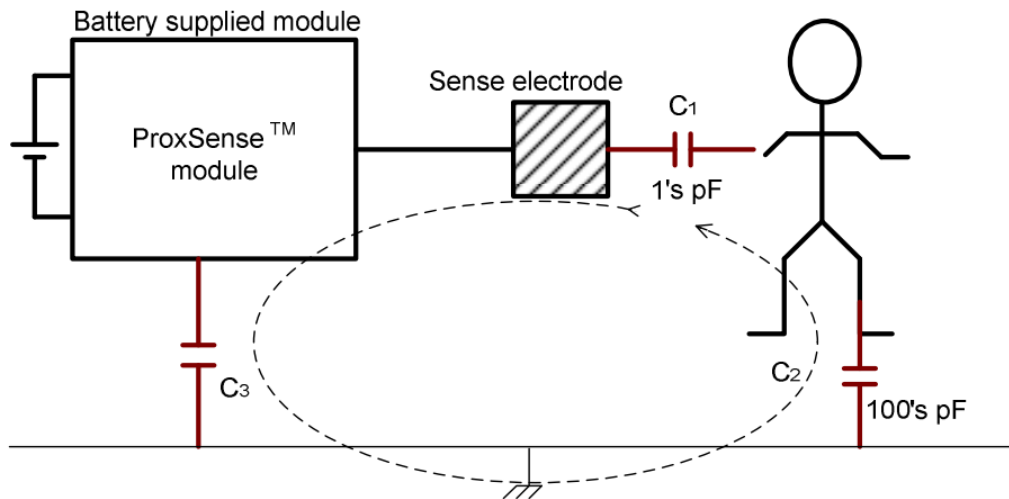 Battery supplied module
ProxSense™
module
Sense electrode
C1
1's pF
C2
100's pF
C3